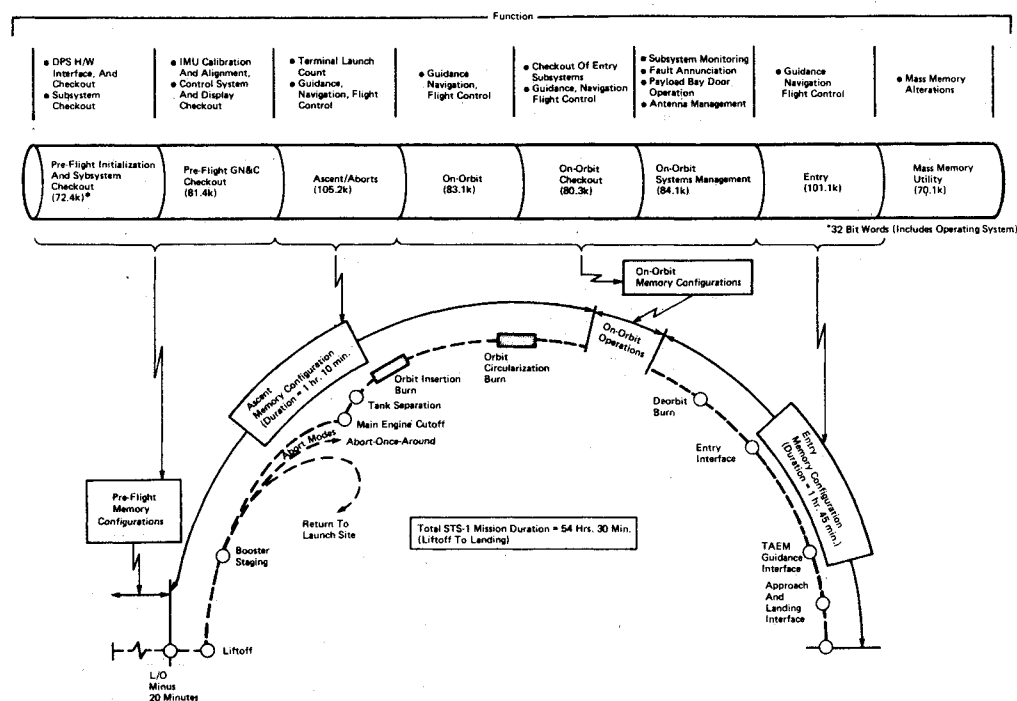 Function
• DPS H/W
Interface, And
Checkout
• Subsystem
Checkout
• IMU Calibration
And Alignment,
• Control System
And Display
Checkout
• Terminal Launch
Count
• Guidance,
Navigation, Flight
Control
• Guidance
Navigation,
Flight Control
• Checkout Of Entry
Subsystems
• Guidance, Navigation
Flight Control
• Subsystem Monitoring
• Fault Annunciation
• Payload Bay Door
Operation
• Antenna Management
• Guidance
Navigation
Flight Control
• Mass Memory
Alterations
Pre-Flight Initialization
And Sybsystem
Checkout
(72.4k)*
Pre-Flight GN&C
Checkout
(81.4k)
Ascent/Aborts
(105.2k)
On-Orbit
(83.1k)
On-Orbit
Checkout
(80.3k)
On-Orbit
Systems Management
(84.1k)
Entry
(101.1k)
Mass Memory
Utility
(70.1k)
*32 Bit Words (Includes Operating System)
On-Orbit
Memory Configurations
Ascent
Memory Configuration
(Duration = 1 hr. 10 min.
On-Orbit
Operations
Orbit Insertion
Burn
Orbit
Circularization
Burn
Tank Separation
Main Engine Cutoff
Abort Modes
Abort-Once-Around
Deorbit
Burn
Entry
Interface
Entry
Memory Configuration
(Duration = 1 hr. 45 min.)
Pre-Flight
Memory
Configurations
Return To
Launch Site
Total STS-1 Mission Duration = 54 Hrs. 30 Min.
(Liftoff To Landing)
Booster
Staging
TAEM
Guidance
Interface
Approach
And
Landing
Interface
Liftoff
L/O
Minus
20 Minutes